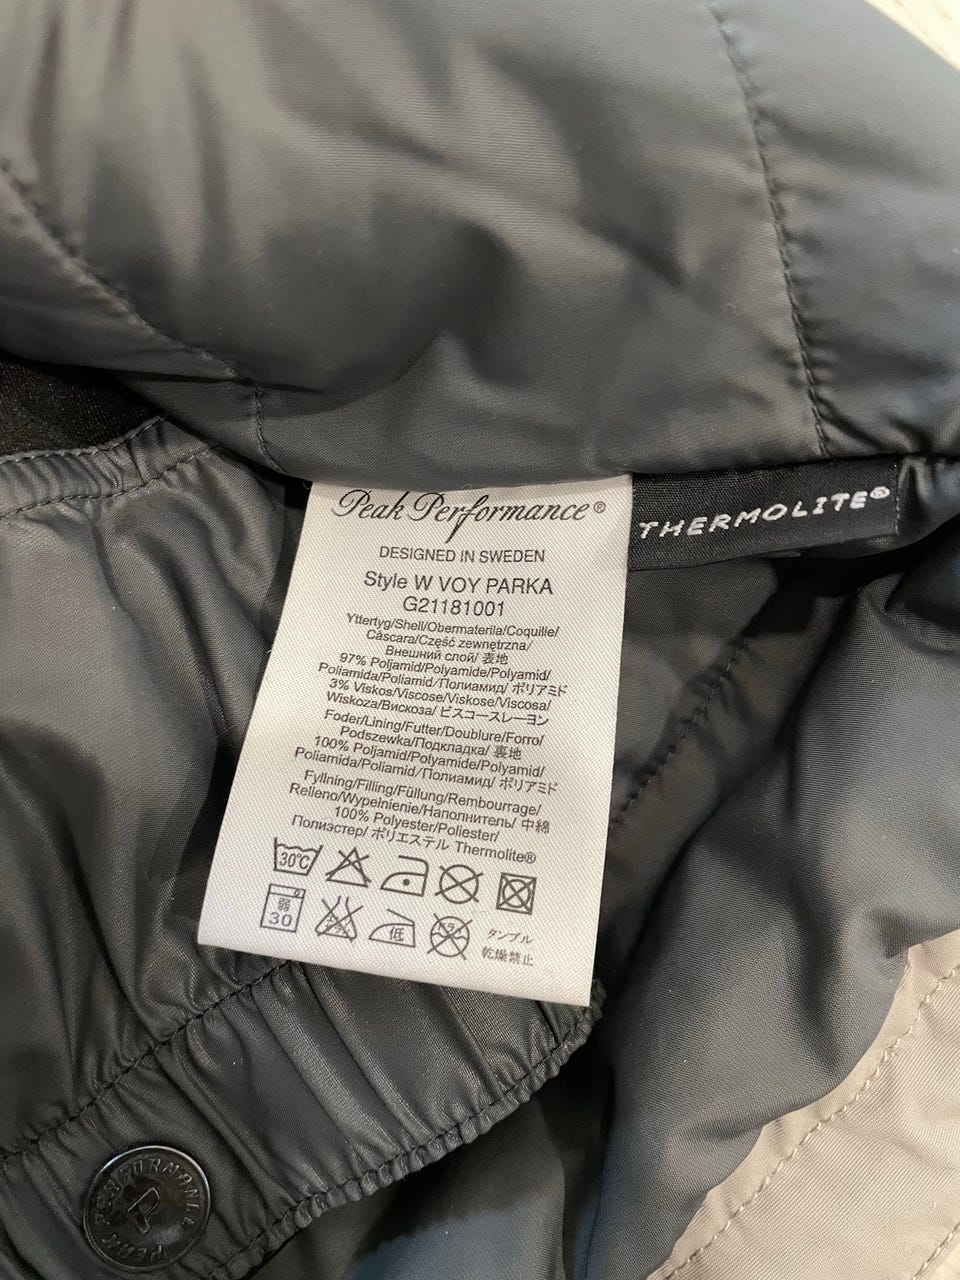 Peak Performance®
THERMOLITE®
DESIGNED IN SWEDEN
Style W VOY PARKA
G21181001
Yttertyg/Shell/Obermaterila/Coquille/
Càscara/Część zewnętrzna/
Внешний слой/ 表地
97% Poljamid/Polyamide/Polyamid/
Poliamida/Poliamid/Полиамид/ ポリアミド
3% Viskos/Viscose/Viskose/Viscosa/
Wiskoza/Вискоза/ ビスコースレーヨン
Foder/Lining/Futter/Doublure/Forro/
Podszewka/Подкладка/ 裏地
100% Poljamid/Polyamide/Polyamid/
Poliamida/Poliamid/Полиамид/ ポリアミド
Fyllning/Filling/Füllung/Rembourrage/
Relleno/Wypełnienie/Наполнитель/ 中綿
100% Polyester/Poliester/
Полиэстер/ ポリエステル Thermolite®
30°C
弱 30 低 タンブル
乾燥禁止
PEAK PERFORMANCE
P